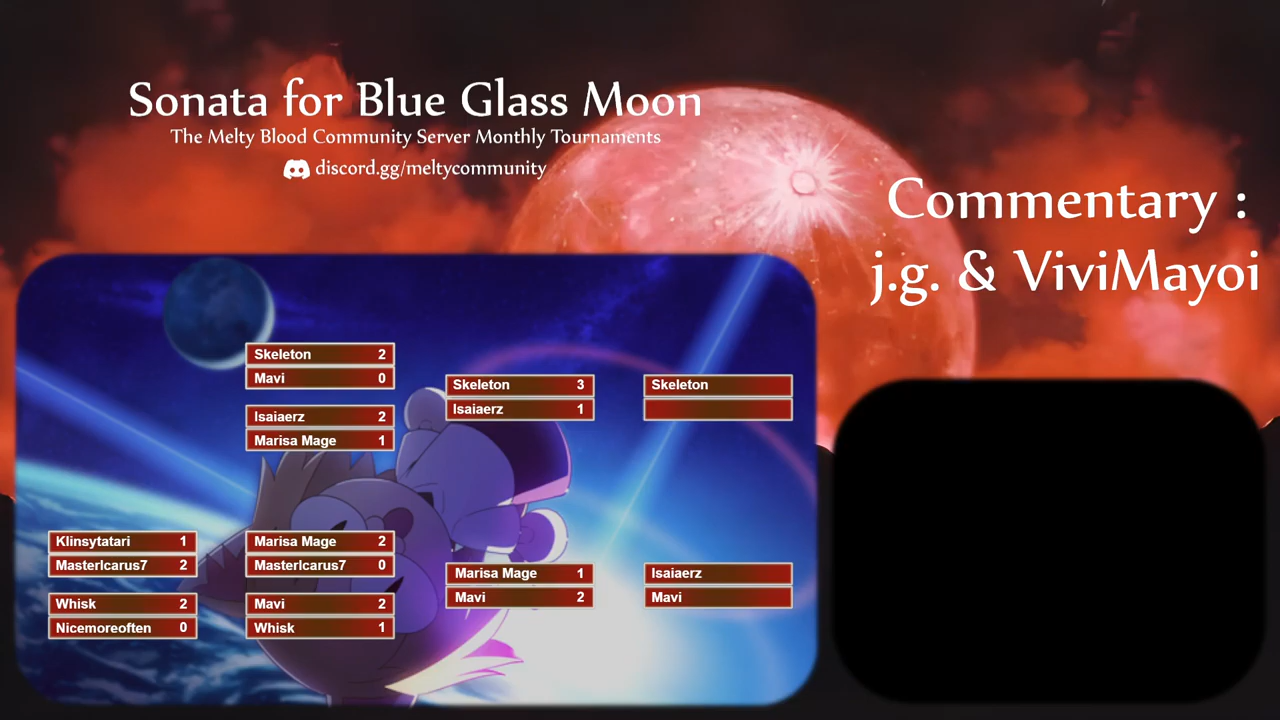 Sonata for Blue Glass Moon
The Melty Blood Community Server Monthly Tournaments
discord.gg/meltycommunity
Commentary :
j.g. & ViviMayoi
Skeleton 2
Mavi 0
Isaiaerz 2
Marisa Mage 1
Skeleton 3
Isaiaerz 1
Skeleton
Klinsytatari 1
MasterIcarus7 2
Whisk 2
Nicemoreoften 0
Marisa Mage 2
MasterIcarus7 0
Mavi 2
Whisk 1
Marisa Mage 1
Mavi 2
Isaiaerz
Mavi